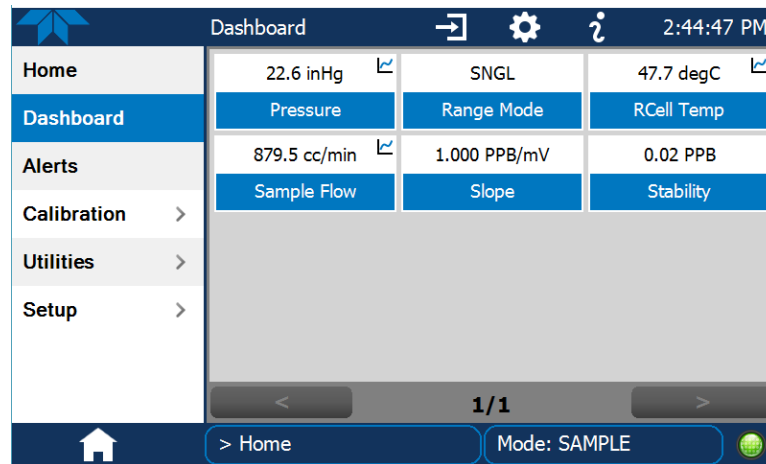 Dashboard 2:44:47 PM
Home
Dashboard
Alerts
Calibration >
Utilities >
Setup >
22.6 inHg SNGL 47.7 degC
Pressure Range Mode RCell Temp
879.5 cc/min 1.000 PPB/mV 0.02 PPB
Sample Flow Slope Stability
< 1/1 >
> Home Mode: SAMPLE